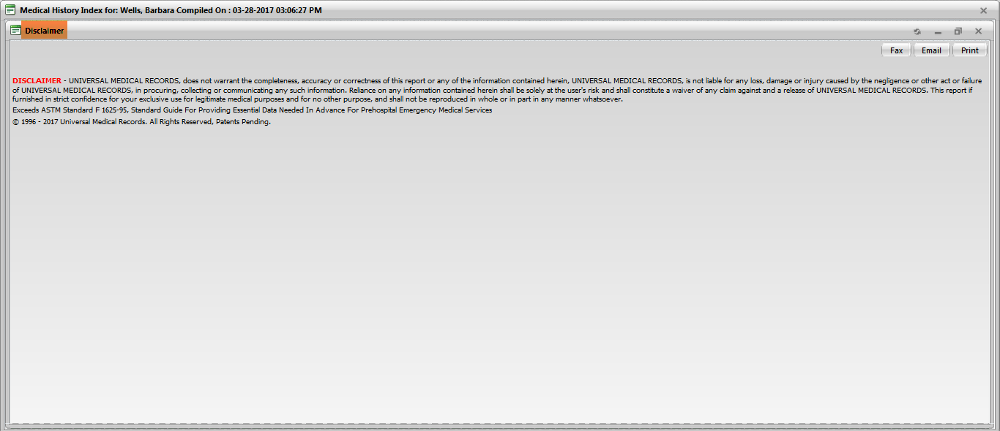 Medical History Index for: Wells, Barbara Compiled On : 03-28-2017 03:06:27 PM
Disclaimer
Fax Email Print
DISCLAIMER - UNIVERSAL MEDICAL RECORDS, does not warrant the completeness, accuracy or correctness of this report or any of the information contained herein, UNIVERSAL MEDICAL RECORDS, is not liable for any loss, damage or injury caused by the negligence or other act or failure
of UNIVERSAL MEDICAL RECORDS, in procuring, collecting or communicating any such information. Reliance on any information contained herein shall be solely at the user's risk and shall constitute a waiver of any claim against and a release of UNIVERSAL MEDICAL RECORDS. This report if
furnished in strict confidence for your exclusive use for legitimate medical purposes and for no other purpose, and shall not be reproduced in whole or in part in any manner whatsoever.
Exceeds ASTM Standard F 1625-95, Standard Guide For Providing Essential Data Needed In Advance For Prehospital Emergency Medical Services
© 1996 - 2017 Universal Medical Records. All Rights Reserved, Patents Pending.